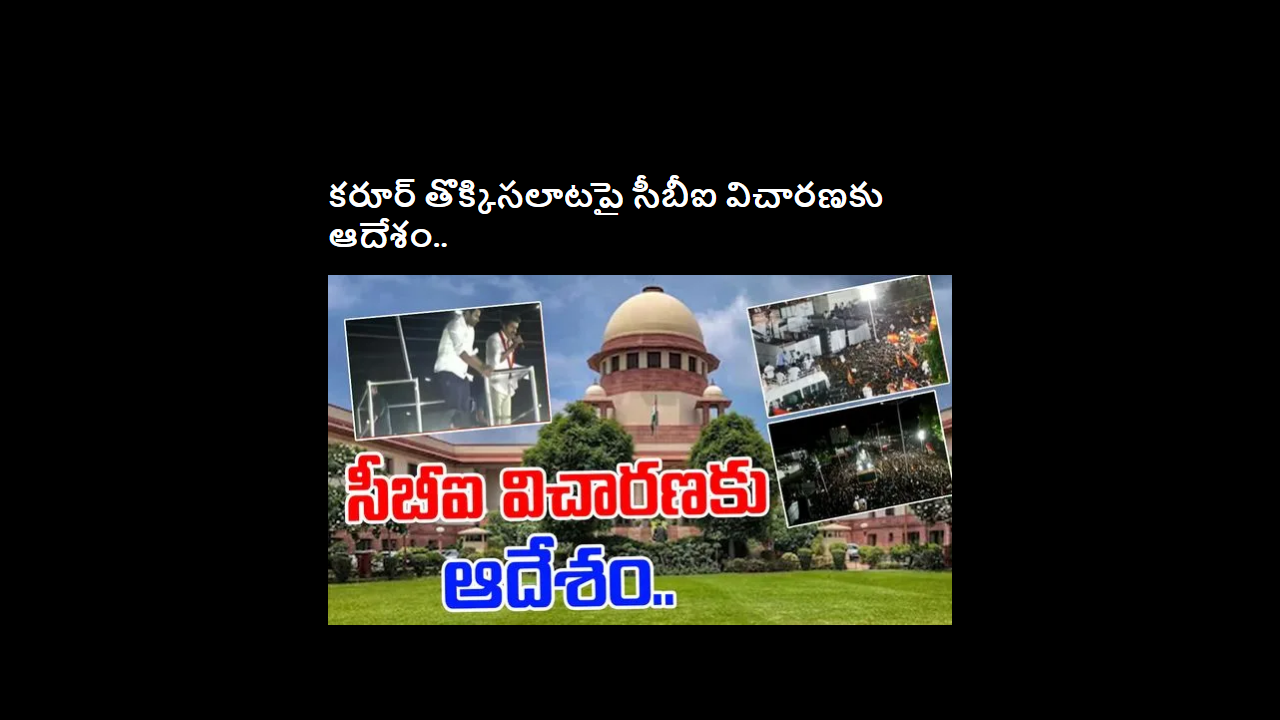 కరూర్ తొక్కిసలాటపై సీబీఐ విచారణకు
ఆదేశం..
సీబీఐ విచారణకు
ఆదేశం..